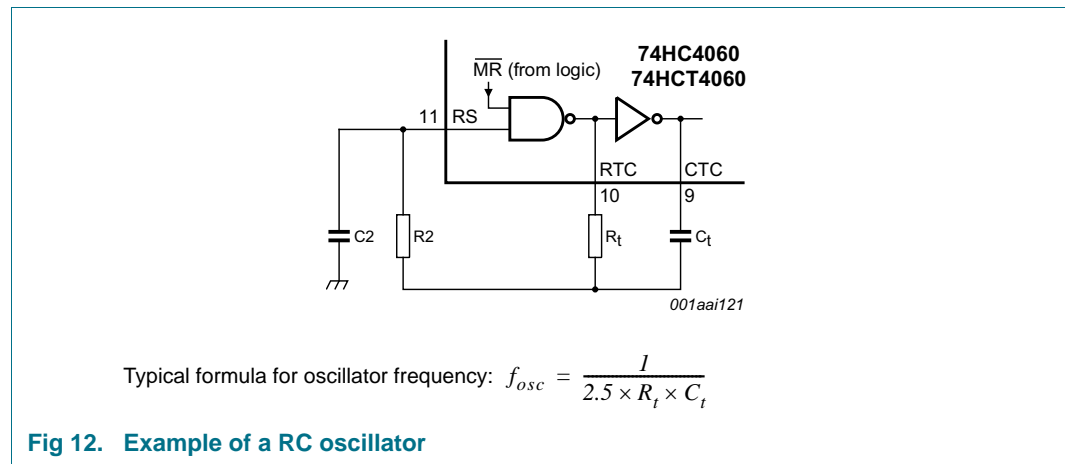 74HC4060
74HCT4060
MR (from logic)
11 RS
RTC CTC
10 9
C2 R2 Rt Ct
001aai121
Typical formula for oscillator frequency: fosc = 1 / (2.5 × Rt × Ct)
Fig 12. Example of a RC oscillator